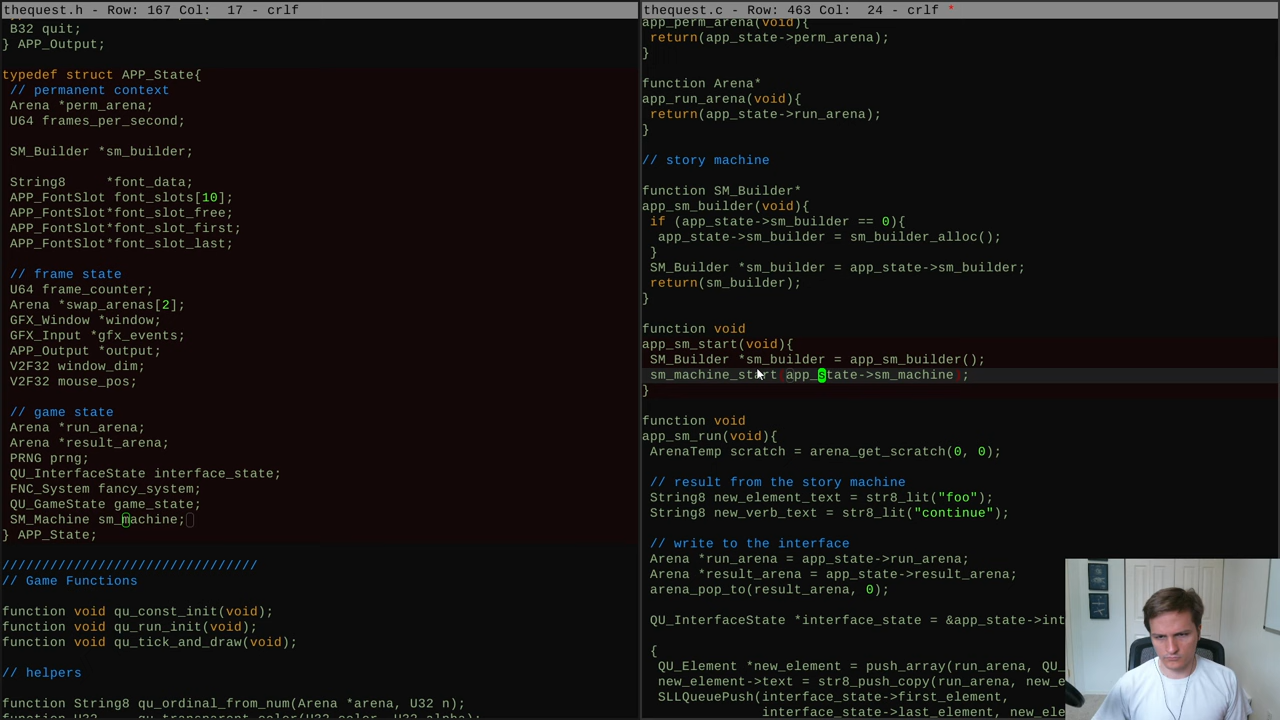 thequest.h - Row: 167 Col:  17 - crlf
B32 quit;
} APP_Output;
typedef struct APP_State{
// permanent context
Arena *perm_arena;
U64 frames_per_second;
SM_Builder *sm_builder;
String8     *font_data;
APP_FontSlot font_slots[10];
APP_FontSlot*font_slot_free;
APP_FontSlot*font_slot_first;
APP_FontSlot*font_slot_last;
// frame state
U64 frame_counter;
Arena *swap_arenas[2];
GFX_Window *window;
GFX_Input *gfx_events;
APP_Output *output;
V2F32 window_dim;
V2F32 mouse_pos;
// game state
Arena *run_arena;
Arena *result_arena;
PRNG prng;
QU_InterfaceState interface_state;
FNC_System fancy_system;
QU_GameState game_state;
SM_Machine sm_machine;
} APP_State;
////////////////////////////////
// Game Functions
function void qu_const_init(void);
function void qu_run_init(void);
function void qu_tick_and_draw(void);
// helpers
function String8 qu_ordinal_from_num(Arena *arena, U32 n);
function U32     qu_transparent_color(U32 color, U32 alpha);
thequest.c - Row: 463 Col:  24 - crlf *
app_perm_arena(void){
return(app_state->perm_arena);
}
function Arena*
app_run_arena(void){
return(app_state->run_arena);
}
// story machine
function SM_Builder*
app_sm_builder(void){
if (app_state->sm_builder == 0){
app_state->sm_builder = sm_builder_alloc();
}
SM_Builder *sm_builder = app_state->sm_builder;
return(sm_builder);
}
function void
app_sm_start(void){
SM_Builder *sm_builder = app_sm_builder();
sm_machine_start(app_state->sm_machine);
}
function void
app_sm_run(void){
ArenaTemp scratch = arena_get_scratch(0, 0);
// result from the story machine
String8 new_element_text = str8_lit("foo");
String8 new_verb_text = str8_lit("continue");
// write to the interface
Arena *run_arena = app_state->run_arena;
Arena *result_arena = app_state->result_arena;
arena_pop_to(result_arena, 0);
QU_InterfaceState *interface_state = &app_state->int
{
QU_Element *new_element = push_array(run_arena, QU_
new_element->text = str8_push_copy(run_arena, new_e
SLLQueuePush(interface_state->first_element,
interface_state->last_element, new_ele